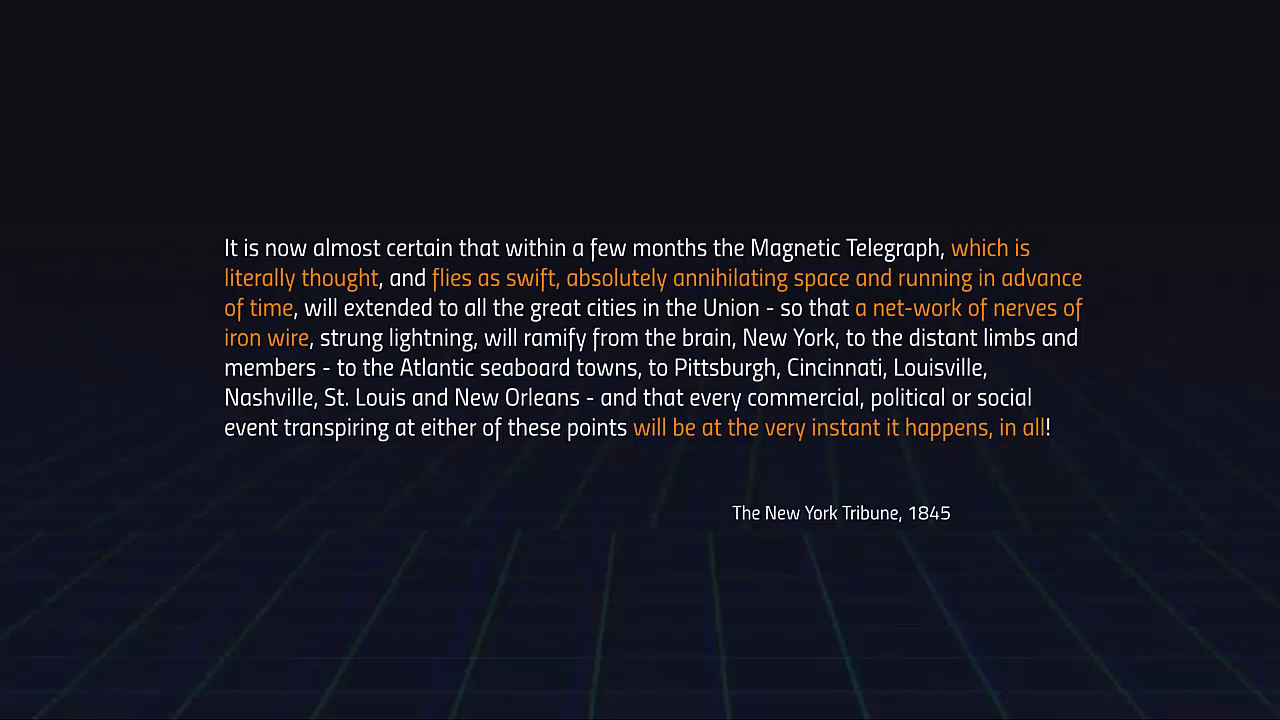 It is now almost certain that within a few months the Magnetic Telegraph, which is
literally thought, and flies as swift, absolutely annihilating space and running in advance
of time, will extended to all the great cities in the Union - so that a net-work of nerves of
iron wire, strung lightning, will ramify from the brain, New York, to the distant limbs and
members - to the Atlantic seaboard towns, to Pittsburgh, Cincinnati, Louisville,
Nashville, St. Louis and New Orleans - and that every commercial, political or social
event transpiring at either of these points will be at the very instant it happens, in all!
The New York Tribune, 1845